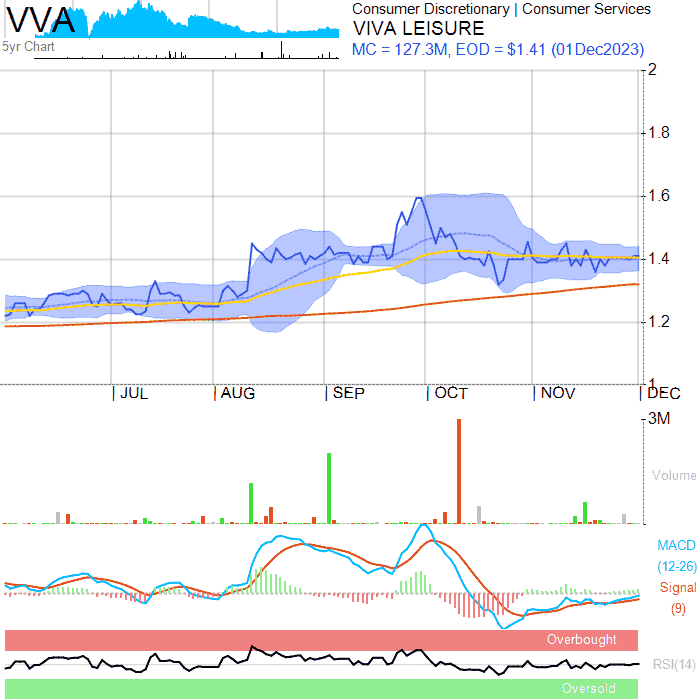 VVA
5yr Chart
Consumer Discretionary | Consumer Services
VIVA LEISURE
MC = 127.3M, EOD = $1.41 (01Dec2023)
2
1.8
1.6
1.4
1.2
1
| JUL
| AUG
| SEP
| OCT
| NOV
| DEC
3M
Volume
MACD
(12-26)
Signal
(9)
Overbought
RSI(14)
Oversold